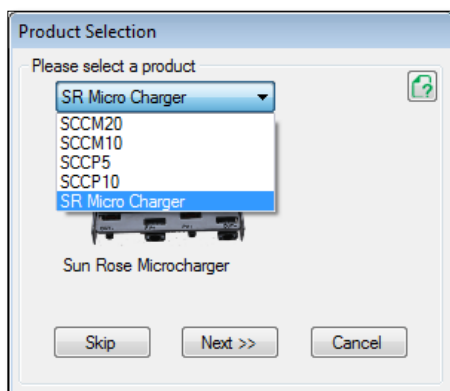 Product Selection
Please select a product
SR Micro Charger
SCCM20
SCCM10
SCCP5
SCCP10
SR Micro Charger
Sun Rose Microcharger
Skip
Next >>
Cancel